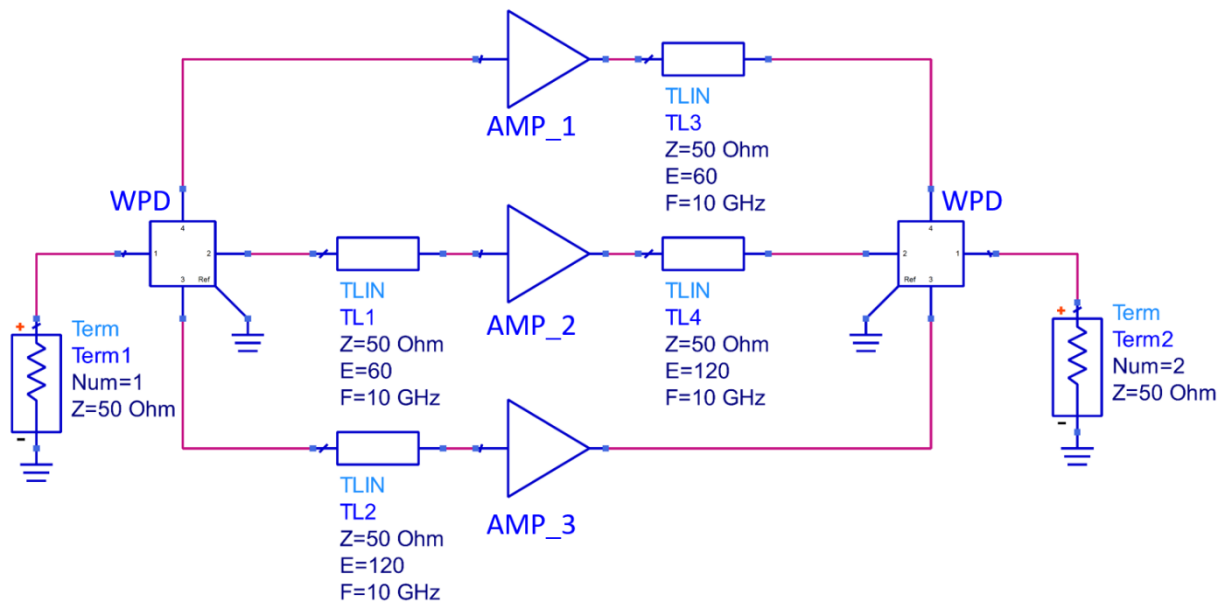 AMP_1
TLIN
TL3
Z=50 Ohm
E=60
F=10 GHz
WPD
4
1
2
3
Ref
+
Term
Term1
Num=1
Z=50 Ohm
-
TLIN
TL1
Z=50 Ohm
E=60
F=10 GHz
AMP_2
TLIN
TL4
Z=50 Ohm
E=120
F=10 GHz
WPD
4
2
1
3
Ref
+
Term
Term2
Num=2
Z=50 Ohm
-
TLIN
TL2
Z=50 Ohm
E=120
F=10 GHz
AMP_3